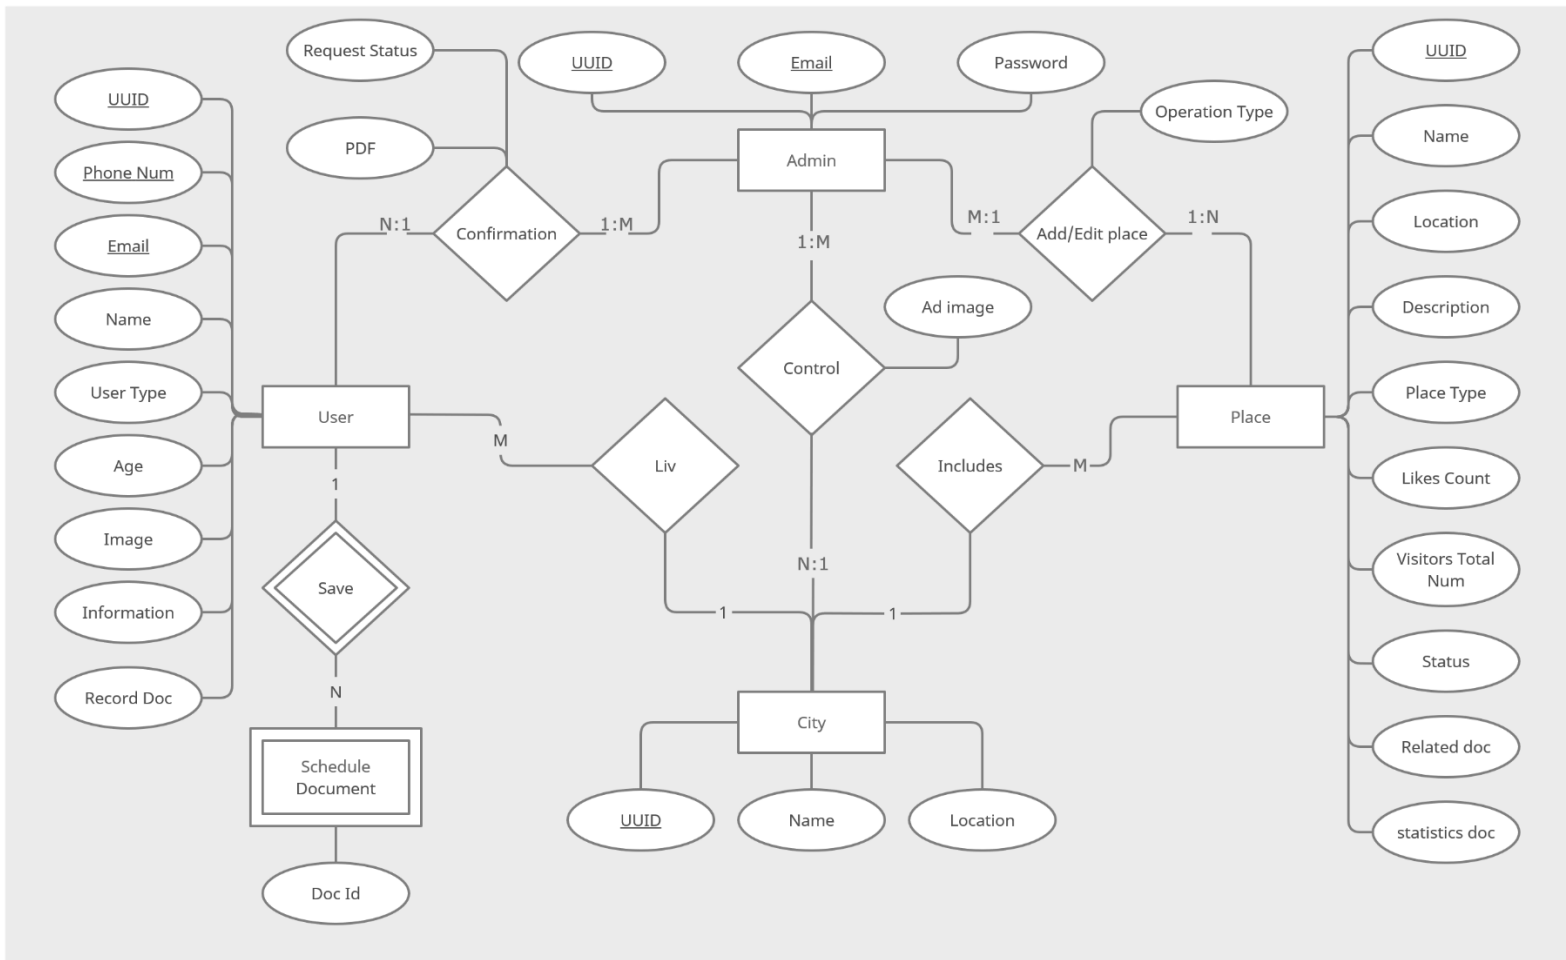 Request Status
UUID
Email
Password
UUID
UUID
Operation Type
Name
PDF
Admin
Phone Num
N:1
Confirmation
1:M
1:M
M:1
Add/Edit place
1:N
Location
Email
Ad image
Description
Name
Control
User Type
Place Type
User
M
Liv
Includes
M
Place
Age
1
Likes Count
Image
Save
N:1
Visitors Total
Num
Information
1
1
Status
Record Doc
N
City
Related doc
Schedule
Document
UUID
Name
Location
statistics doc
Doc Id